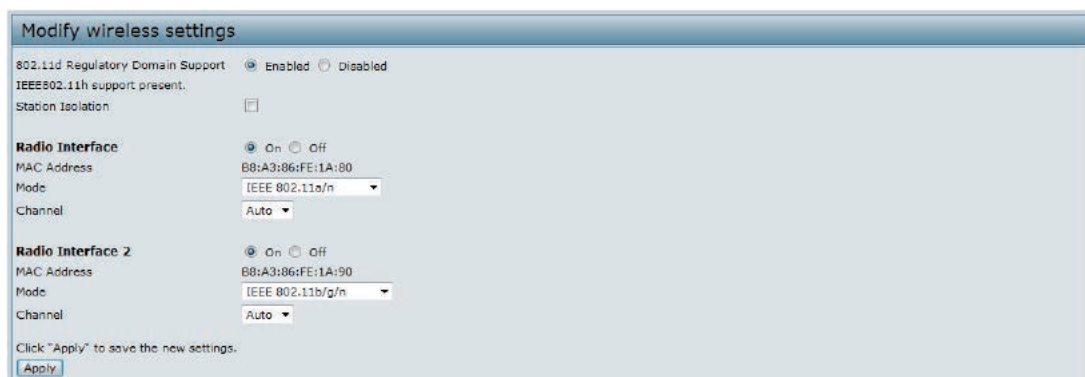 Modify wireless settings
802.11d Regulatory Domain Support Enabled Disabled
IEEE802.11h support present.
Station Isolation
Radio Interface On Off
MAC Address B8:A3:86:FE:1A:80
Mode IEEE 802.11a/n
Channel Auto
Radio Interface 2 On Off
MAC Address B8:A3:86:FE:1A:90
Mode IEEE 802.11b/g/n
Channel Auto
Click "Apply" to save the new settings.
Apply